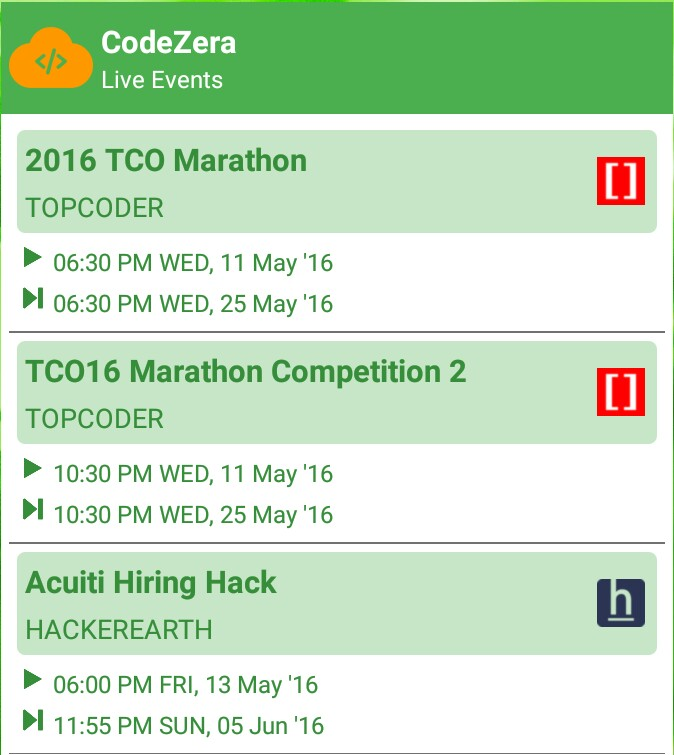 </>
CodeZera
Live Events
2016 TCO Marathon
TOPCODER
[]
06:30 PM WED, 11 May '16
06:30 PM WED, 25 May '16
TCO16 Marathon Competition 2
TOPCODER
[]
10:30 PM WED, 11 May '16
10:30 PM WED, 25 May '16
Acuiti Hiring Hack
HACKEREARTH
h
06:00 PM FRI, 13 May '16
11:55 PM SUN, 05 Jun '16